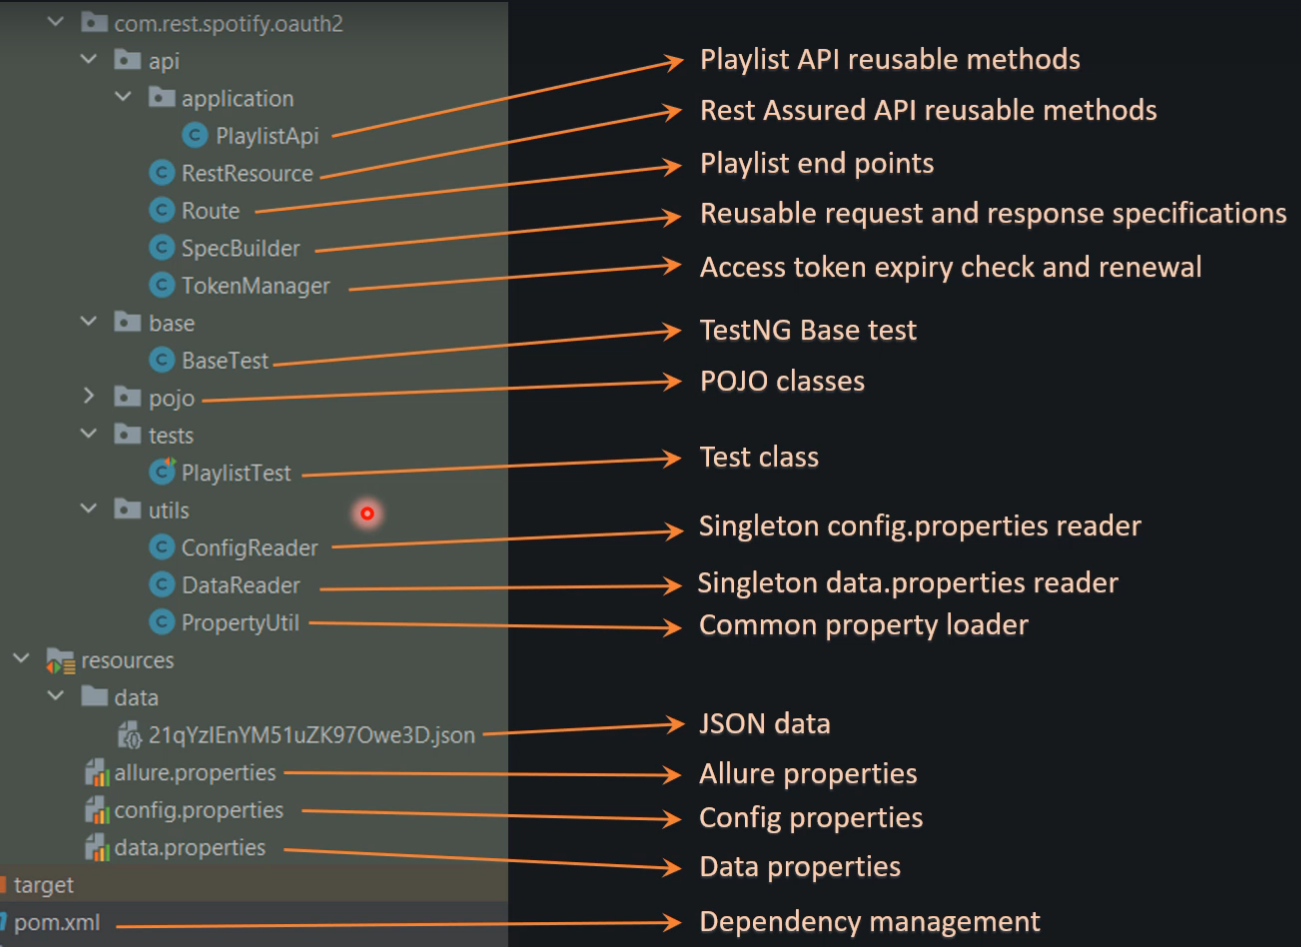 com.rest.spotify.oauth2
api
Playlist API reusable methods
application
Rest Assured API reusable methods
PlaylistApi
Playlist end points
RestResource
Route
Reusable request and response specifications
SpecBuilder
Access token expiry check and renewal
TokenManager
base
TestNG Base test
BaseTest
POJO classes
pojo
tests
Test class
PlaylistTest
utils
Singleton config.properties reader
ConfigReader
Singleton data.properties reader
DataReader
Common property loader
PropertyUtil
resources
data
JSON data
21qYzIEnYM51uZK97Owe3D.json
allure.properties
Allure properties
config.properties
Config properties
data.properties
Data properties
target
pom.xml
Dependency management